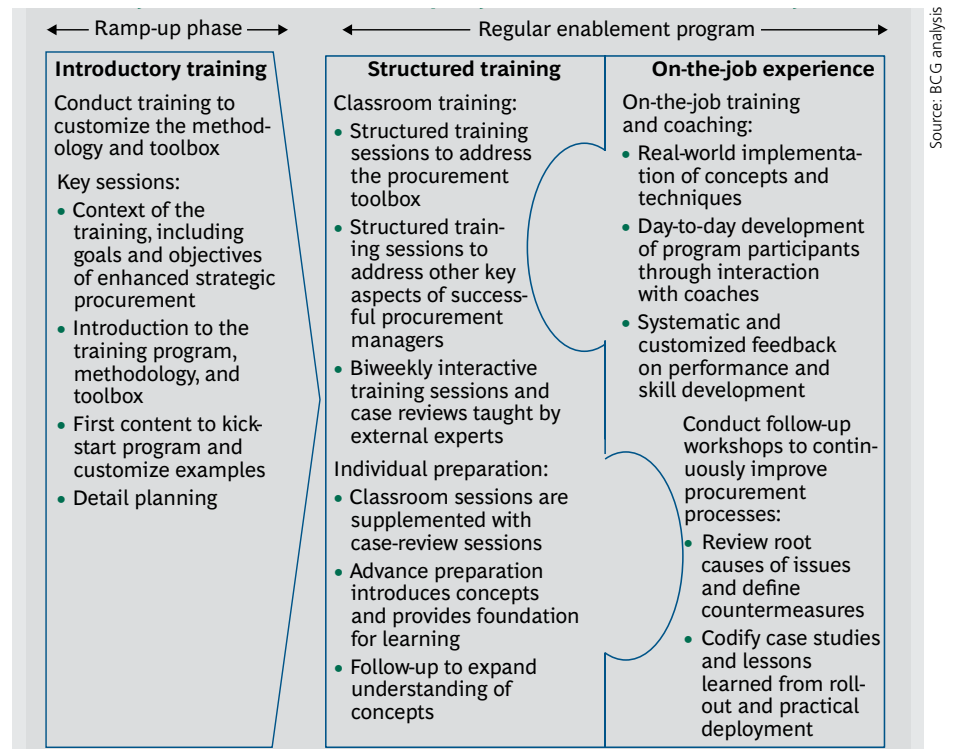 Ramp-up phase
Regular enablement program
Introductory training
Conduct training to
customize the method-
ology and toolbox
Key sessions:
• Context of the
training, including
goals and objectives
of enhanced strategic
procurement
• Introduction to the
training program,
methodology, and
toolbox
• First content to kick-
start program and
customize examples
• Detail planning
Structured training
Classroom training:
• Structured training
sessions to address
the procurement
toolbox
• Structured train-
ing sessions to
address other key
aspects of success-
ful procurement
managers
• Biweekly interactive
training sessions and
case reviews taught by
external experts
Individual preparation:
• Classroom sessions are
supplemented with
case-review sessions
• Advance preparation
introduces concepts
and provides foundation
for learning
• Follow-up to expand
understanding of
concepts
On-the-job experience
On-the-job training
and coaching:
• Real-world implementa-
tion of concepts and
techniques
• Day-to-day development
of program participants
through interaction
with coaches
• Systematic and
customized feedback
on performance and
skill development
Conduct follow-up
workshops to contin-
uously improve
procurement
processes:
• Review root
causes of issues
and define
countermeasures
• Codify case studies
and lessons
learned from roll-
out and practical
deployment
Source: BCG analysis